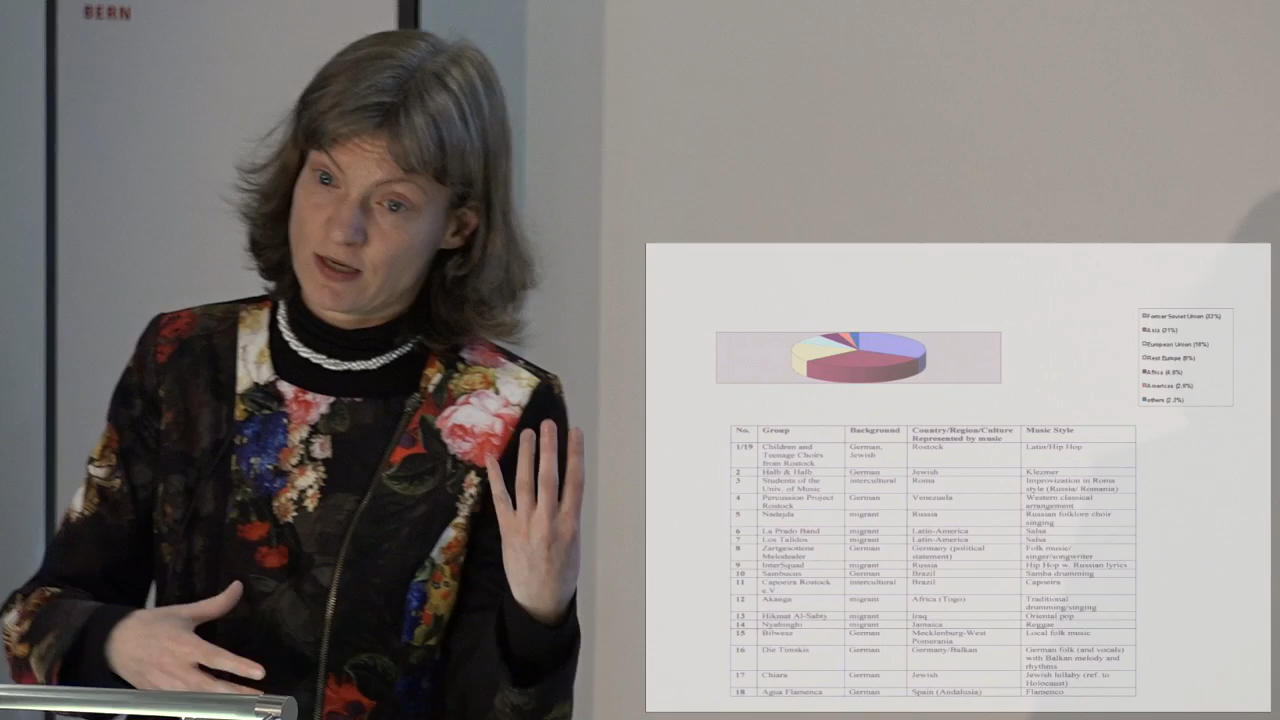 BERN
Former Soviet Union (32%)
Asia (31%)
European Union (18%)
Rest Europe (9%)
Africa (4.8%)
Americas (2.8%)
others (2.2%)
No. Group Background Country/Region/Culture Music Style
Represented by music
1/19 Children and German, Rostock Latin/Hip Hop
Teenage Choirs Jewish
from Rostock
2 Halb & Halb German Jewish Klezmer
3 Students of the intercultural Roma Improvization in Roma
Univ. of Music style (Russia/ Romania)
4 Percussion Project German Venezuela Western classical
Rostock arrangement
5 Nadejda migrant Russia Russian folklore choir
singing
6 La Prado Band migrant Latin-America Salsa
7 Los Talidos migrant Latin-America Salsa
8 Zartgesottene German Germany (political Folk music/
Melodealer statement) singer/songwriter
9 InterSquad migrant Russia Hip Hop w. Russian lyrics
10 Sambucus German Brazil Samba drumming
11 Capoeira Rostock intercultural Brazil Capoeira
e.V
12 Akanga migrant Africa (Togo) Traditional
drumming/singing
13 Hikmat Al-Sabty migrant Iraq Oriental pop
14 Nyabinghi migrant Jamaica Reggae
15 Bilwesz German Mecklenburg-West Local folk music
Pomerania
16 Die Timskis German Germany/Balkan German folk (and vocals)
with Balkan melody and
rhythms
17 Chiara German Jewish Jewish lullaby (ref. to
Holocaust)
18 Agua Flamenca German Spain (Andalusia) Flamenco